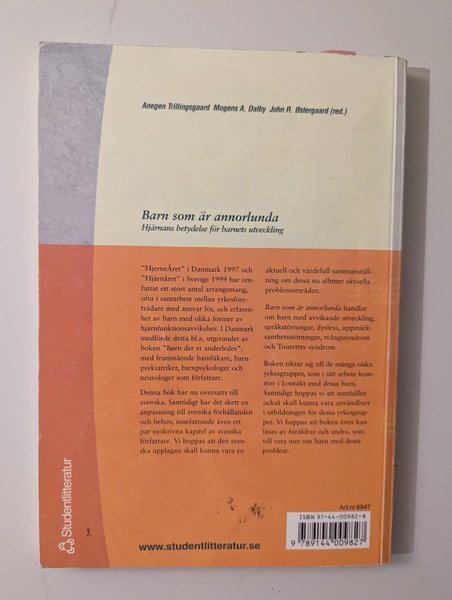 Anegen Trillingsgaard Mogens A. Dalby John R. Østergaard (red.)
Barn som är annorlunda
Hjärnans betydelse för barnets utveckling
"HjerneÅret" i Danmark 1997 och
"Hjärnåret" i Sverige 1999 har om-
fattat ett stort antal arrangemang,
ofta i samarbete mellan yrkesföre-
trädare med ansvar för, och erfaren-
het av barn med olika former av
hjärnfunktionsavvikelser. I Danmark
medförde detta bl.a. utgivandet av
boken "Børn der er anderledes",
med framstående barnläkare, barn-
psykiatriker, barnpsykologer och
neurologer som författare.
Denna bok har nu översatts till
svenska. Samtidigt har det skett en
anpassning till svenska förhållanden
och behov, innefattande även ett
par nyskrivna kapitel av svenska
författare. Vi hoppas att den sven-
ska upplagan skall kunna vara en
aktuell och värdefull sammanställ-
ning om dessa nu alltmer aktuella
problemområden.
Barn som är annorlunda handlar
om barn med avvikande utveckling,
språkstörningar, dyslexi, uppmärk-
samhetsstörningar, tvångssyndrom
och Tourettes syndrom.
Boken riktar sig till de många olika
yrkesgrupper, som i sitt arbete kom-
mer i kontakt med dessa barn.
Samtidigt hoppas vi att innehållet
också skall kunna vara användbart
i utbildningen för dessa yrkesgrup-
per. Vi hoppas att boken även kan
läsas av föräldrar och andra, som
vill veta mer om barn med dessa
problem.
Studentlitteratur
www.studentlitteratur.se
Art.nr 6947
ISBN 91-44-00982-8
9 789144 009827